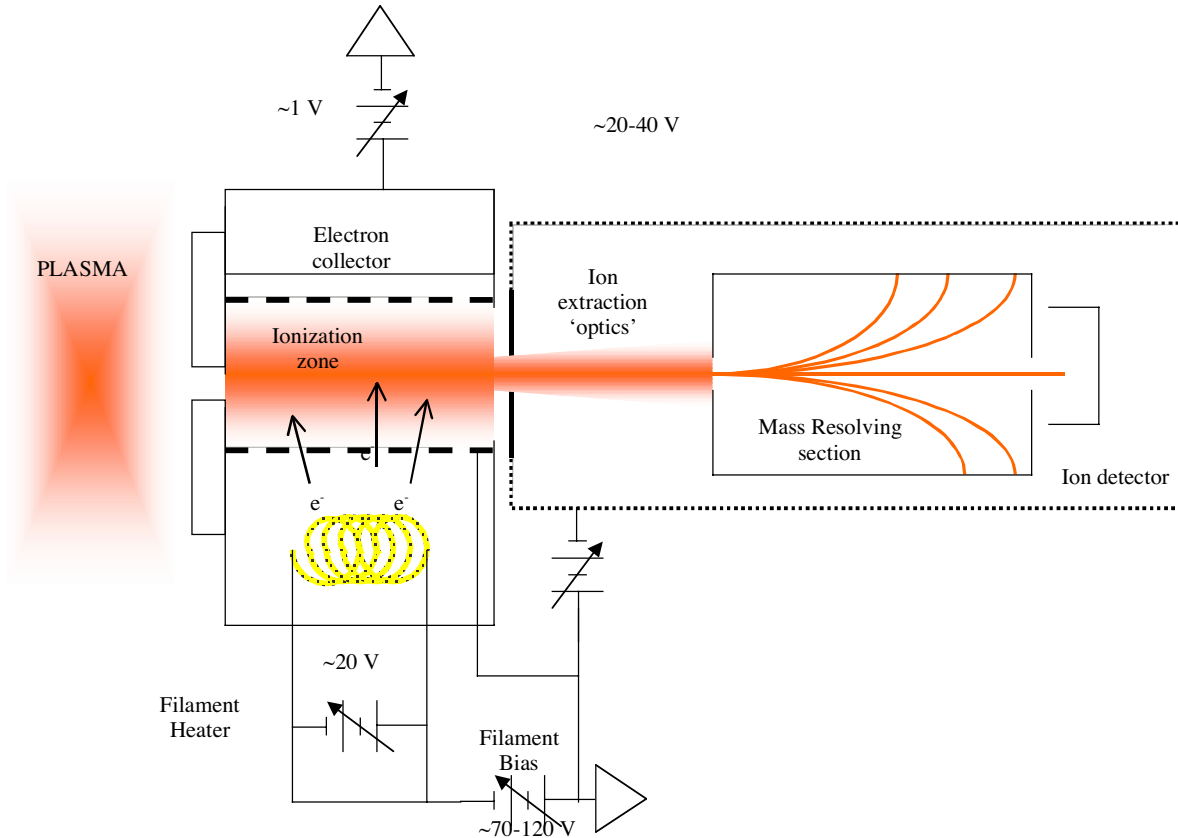 ~1 V
~20-40 V
PLASMA
Electron
collector
Ion
extraction
‘optics’
Ionization
zone
Mass Resolving
section
Ion detector
e-
e-
e-
~20 V
Filament
Heater
Filament
Bias
~70-120 V